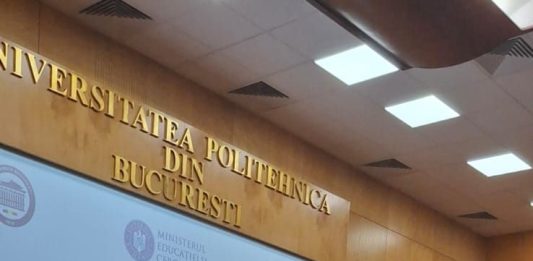 NIVERSITATEA POLITEHNICA
DIN
BUCURESTI
MINISTERUL
EDUCAȚIEI